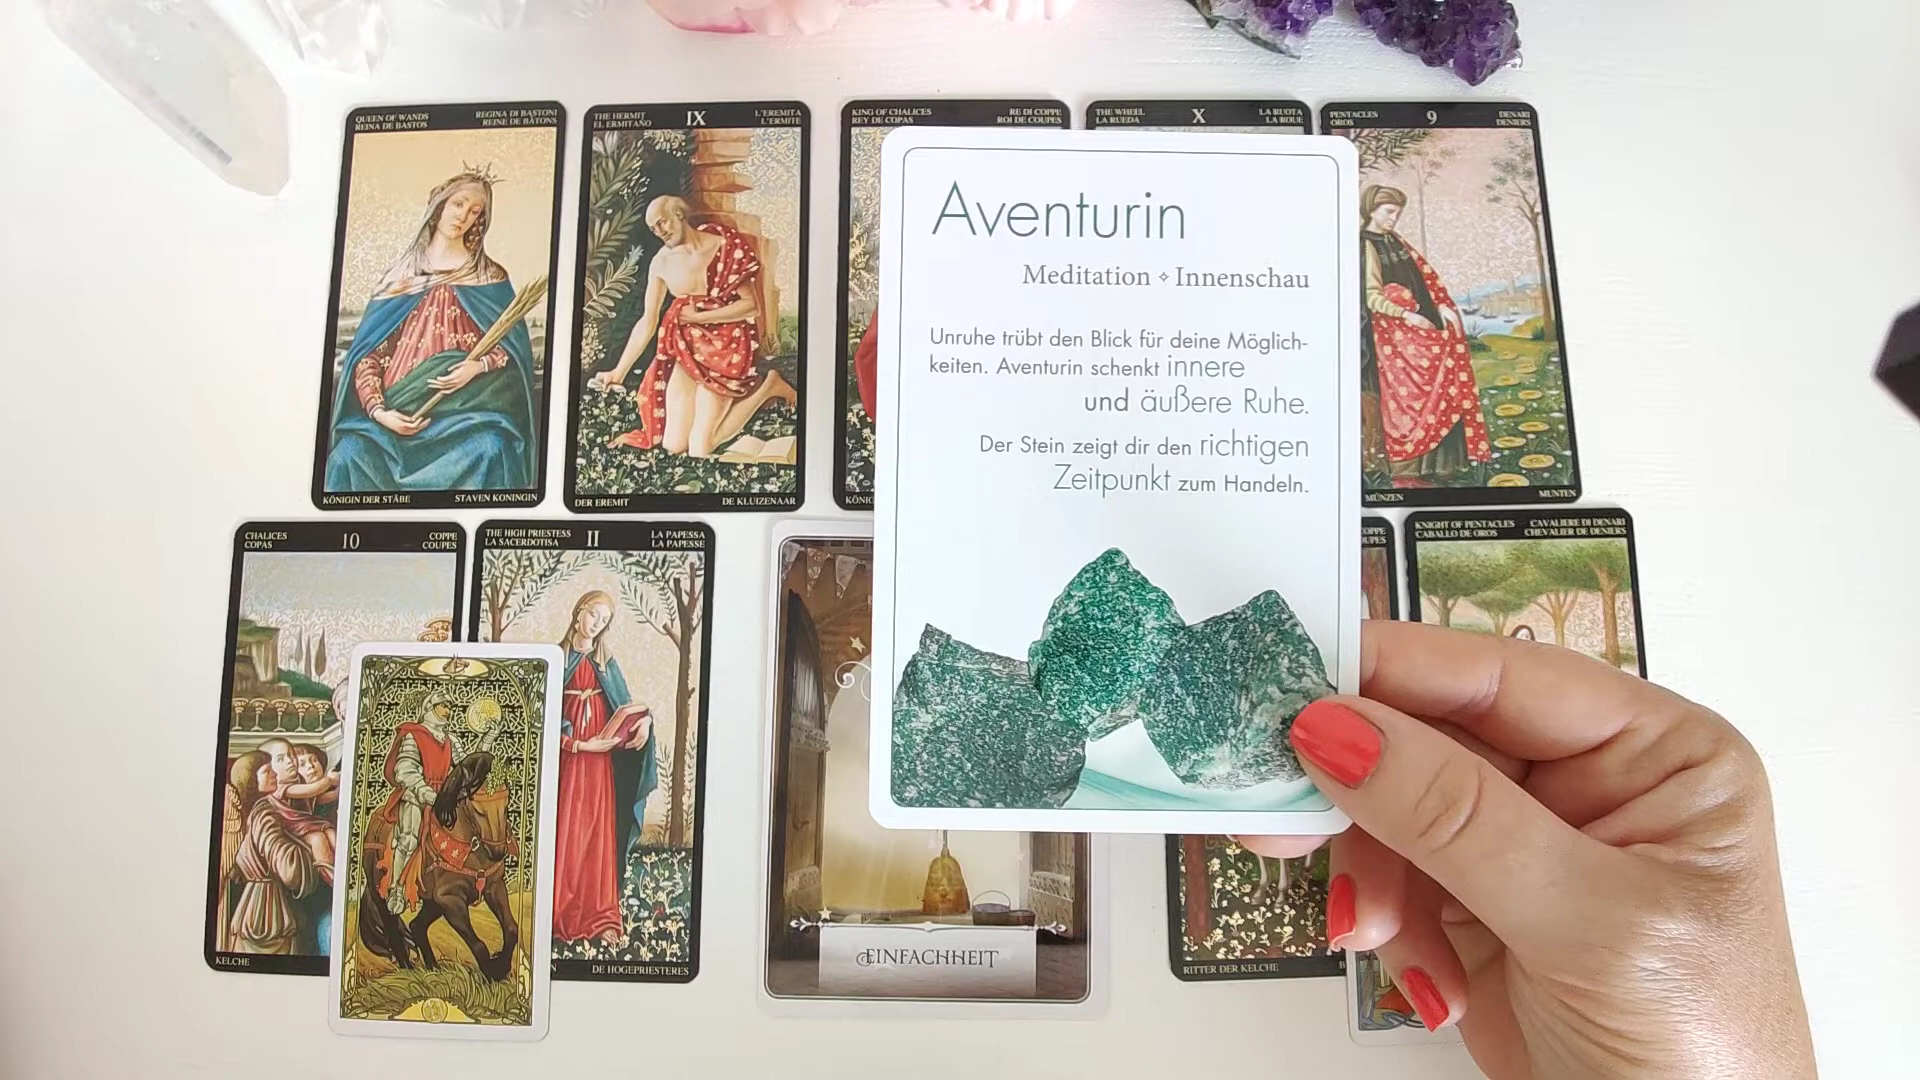 QUEEN OF WANDS REGINA DI BASTONI
REINA DE BASTOS REINE DE BÂTONS
KÖNIGIN DER STÄBE STAVEN KONINGIN
THE HERMIT IX L'EREMITA
EL ERMITAÑO L'ERMITE
DER EREMIT DE KLUIZENAAR
KING OF CHALICES RE DI COPPE
REY DE COPAS ROI DE COUPES
THE WHEEL X LA RUOTA
LA RUEDA LA ROUE
PENTACLES 9 DENARI
OROS DENIERS
MÜNZEN MUNTEN
Aventurin
Meditation ⋄ Innenschau
Unruhe trübt den Blick für deine Möglich-
keiten. Aventurin schenkt innere
und äußere Ruhe.
Der Stein zeigt dir den richtigen
Zeitpunkt zum Handeln.
CHALICES 10 COPPE
COPAS COUPES
KELCHE
THE HIGH PRIESTESS II LA PAPESSA
LA SACERDOTISA LA PAPESSE
DE HOGEPRIESTERES
EINFACHHEIT
RITTER DER KELCHE
KNIGHT OF PENTACLES CAVALIERE DI DENARI
CABALLO DE OROS CHEVALIER DE DENIERS